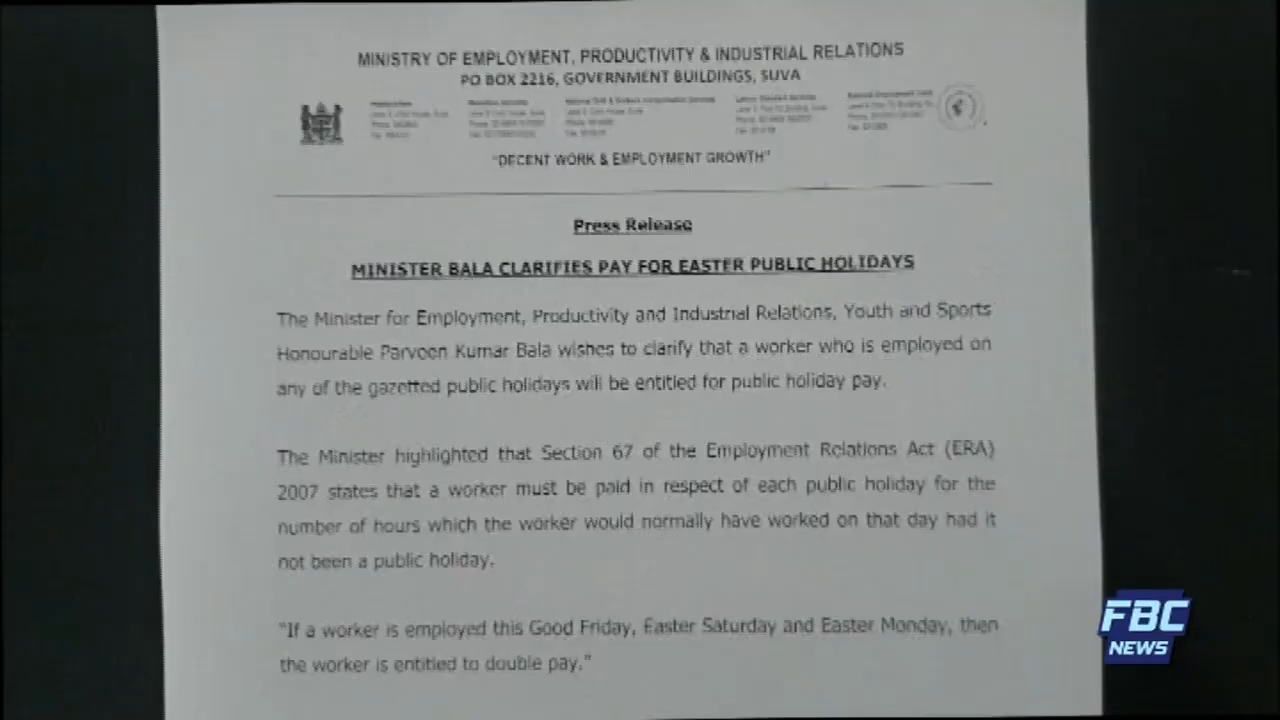 MINISTRY OF EMPLOYMENT, PRODUCTIVITY & INDUSTRIAL RELATIONS
PO BOX 2216, GOVERNMENT BUILDINGS, SUVA
"DECENT WORK & EMPLOYMENT GROWTH"
Press Release
MINISTER BALA CLARIFIES PAY FOR EASTER PUBLIC HOLIDAYS
The Minister for Employment, Productivity and Industrial Relations, Youth and Sports
Honourable Parveen Kumar Bala wishes to clarify that a worker who is employed on
any of the gazetted public holidays will be entitled for public holiday pay.
The Minister highlighted that Section 67 of the Employment Relations Act (ERA)
2007 states that a worker must be paid in respect of each public holiday for the
number of hours which the worker would normally have worked on that day had it
not been a public holiday.
"If a worker is employed this Good Friday, Easter Saturday and Easter Monday, then
the worker is entitled to double pay."
FBC
NEWS